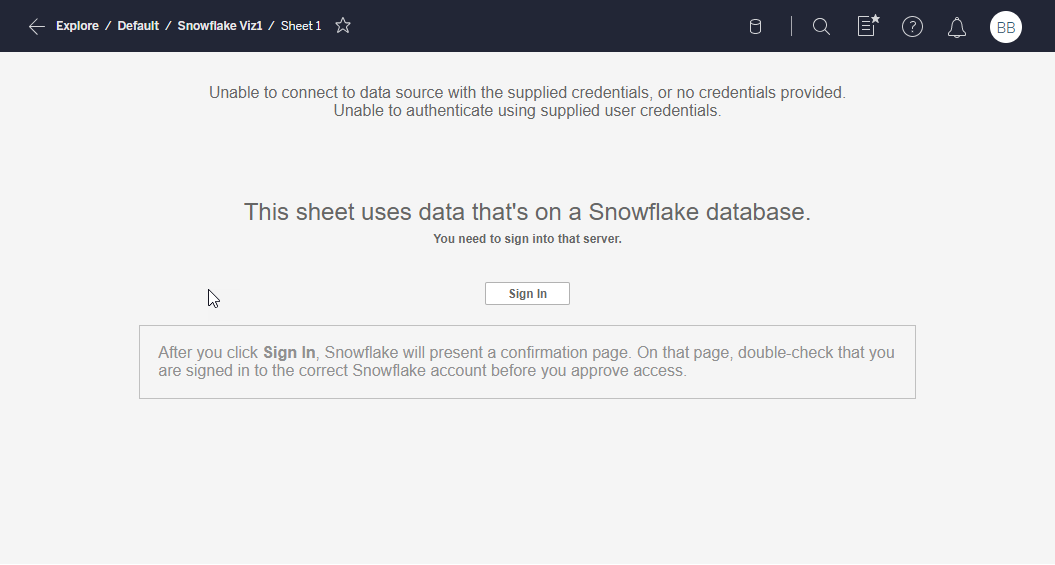 Explore / Default / Snowflake Viz1 / Sheet 1
BB
Unable to connect to data source with the supplied credentials, or no credentials provided.
Unable to authenticate using supplied user credentials.
This sheet uses data that's on a Snowflake database.
You need to sign into that server.
Sign In
After you click Sign In, Snowflake will present a confirmation page. On that page, double-check that you
are signed in to the correct Snowflake account before you approve access.